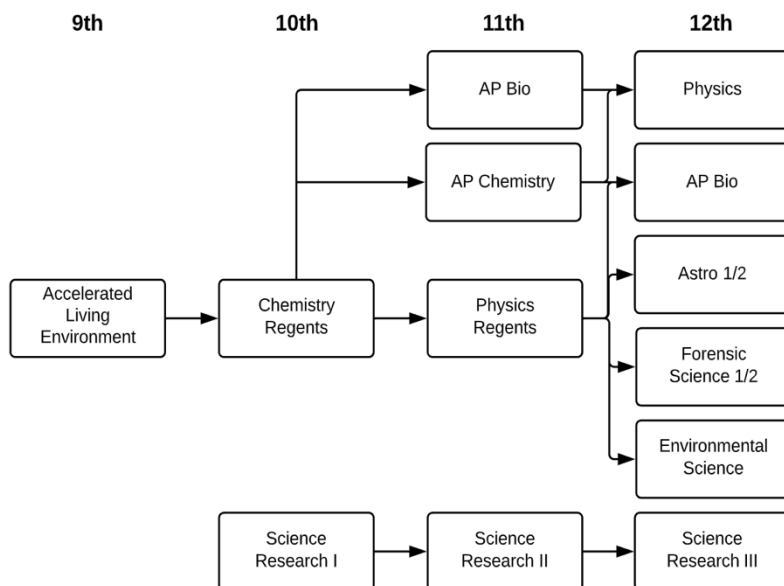 9th
10th
11th
12th
AP Bio
Physics
AP Chemistry
AP Bio
Accelerated
Living
Environment
Chemistry
Regents
Physics
Regents
Astro 1/2
Forensic
Science 1/2
Environmental
Science
Science
Research I
Science
Research II
Science
Research III